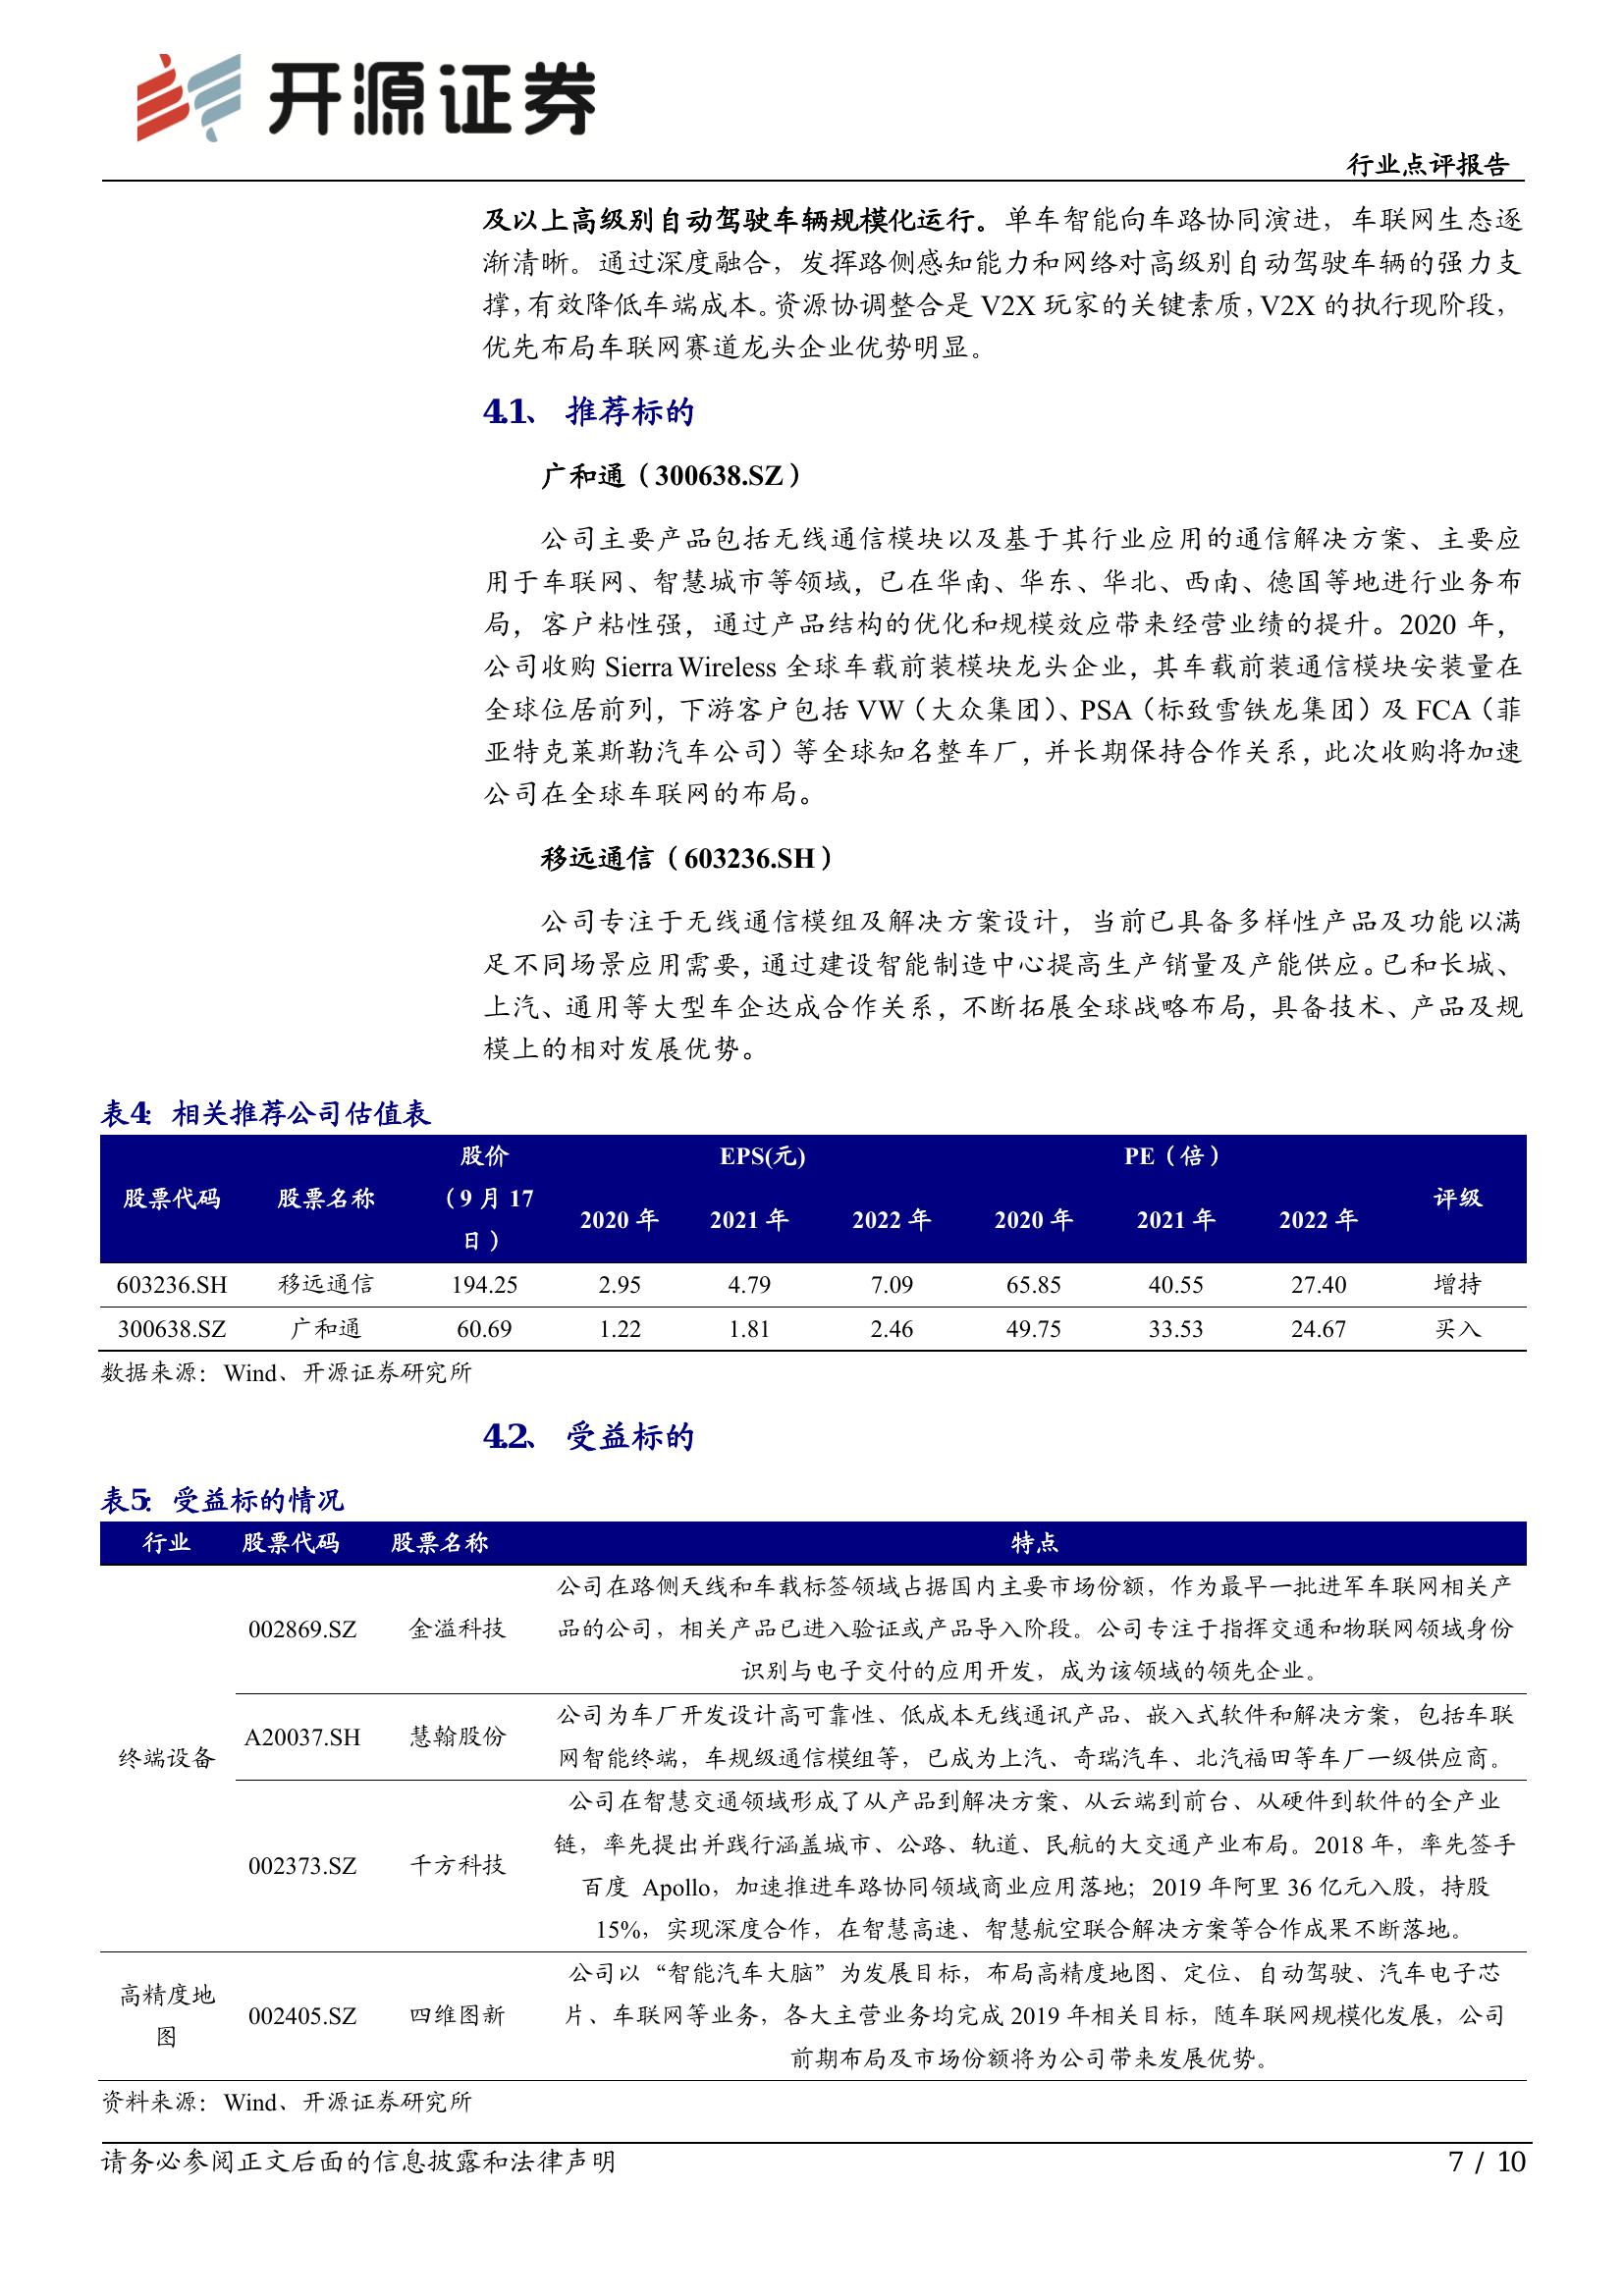 开源证券
行业点评报告
及以上高级别自动驾驶车辆规模化运行。单车智能向车路协同演进，车联网生态逐
渐清晰。通过深度融合，发挥路侧感知能力和网络对高级别自动驾驶车辆的强力支
撑，有效降低车端成本。资源协调整合是 V2X 玩家的关键素质，V2X 的执行现阶段，
优先布局车联网赛道龙头企业优势明显。
4.1、 推荐标的
广和通（300638.SZ）
公司主要产品包括无线通信模块以及基于其行业应用的通信解决方案、主要应
用于车联网、智慧城市等领域，已在华南、华东、华北、西南、德国等地进行业务布
局，客户粘性强，通过产品结构的优化和规模效应带来经营业绩的提升。2020 年，
公司收购 Sierra Wireless 全球车载前装模块龙头企业，其车载前装通信模块安装量在
全球位居前列，下游客户包括 VW（大众集团）、PSA（标致雪铁龙集团）及 FCA（菲
亚特克莱斯勒汽车公司）等全球知名整车厂，并长期保持合作关系，此次收购将加速
公司在全球车联网的布局。
移远通信（603236.SH）
公司专注于无线通信模组及解决方案设计，当前已具备多样性产品及功能以满
足不同场景应用需要，通过建设智能制造中心提高生产销量及产能供应。已和长城、
上汽、通用等大型车企达成合作关系，不断拓展全球战略布局，具备技术、产品及规
模上的相对发展优势。
表4：相关推荐公司估值表
股票代码 股票名称 股价（9 月 17 日） EPS(元) PE（倍） 评级
2020 年 2021 年 2022 年 2020 年 2021 年 2022 年
603236.SH 移远通信 194.25 2.95 4.79 7.09 65.85 40.55 27.40 增持
300638.SZ 广和通 60.69 1.22 1.81 2.46 49.75 33.53 24.67 买入
数据来源：Wind、开源证券研究所
4.2、 受益标的
表5：受益标的情况
行业 股票代码 股票名称 特点
终端设备
002869.SZ 金溢科技
公司在路侧天线和车载标签领域占据国内主要市场份额，作为最早一批进军车联网相关产
品的公司，相关产品已进入验证或产品导入阶段。公司专注于指挥交通和物联网领域身份
识别与电子交付的应用开发，成为该领域的领先企业。
A20037.SH 慧翰股份
公司为车厂开发设计高可靠性、低成本无线通讯产品、嵌入式软件和解决方案，包括车联
网智能终端，车规级通信模组等，已成为上汽、奇瑞汽车、北汽福田等车厂一级供应商。
002373.SZ 千方科技
公司在智慧交通领域形成了从产品到解决方案、从云端到前台、从硬件到软件的全产业
链，率先提出并践行涵盖城市、公路、轨道、民航的大交通产业布局。2018 年，率先签手
百度 Apollo，加速推进车路协同领域商业应用落地；2019 年阿里 36 亿元入股，持股
15%，实现深度合作，在智慧高速、智慧航空联合解决方案等合作成果不断落地。
高精度地
图
002405.SZ 四维图新
公司以“智能汽车大脑”为发展目标，布局高精度地图、定位、自动驾驶、汽车电子芯
片、车联网等业务，各大主营业务均完成 2019 年相关目标，随车联网规模化发展，公司
前期布局及市场份额将为公司带来发展优势。
资料来源：Wind、开源证券研究所
请务必参阅正文后面的信息披露和法律声明
7 / 10